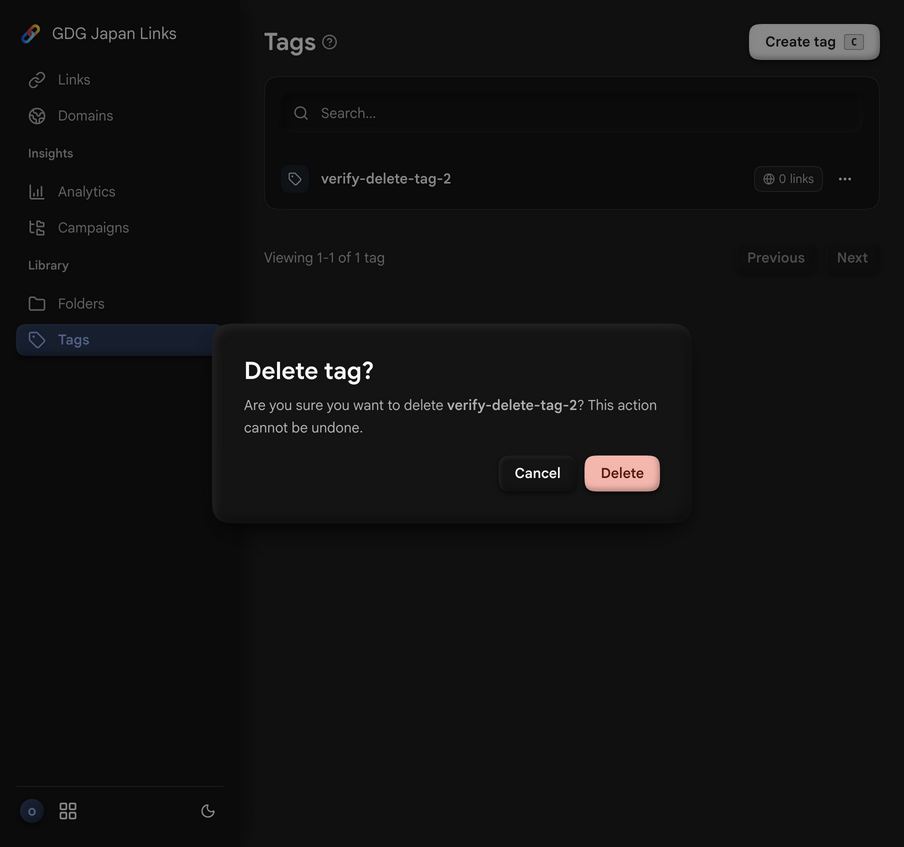 GDG Japan Links
Links
Domains
Insights
Analytics
Campaigns
Library
Folders
Tags
Tags
Create tag C
Search...
verify-delete-tag-2
0 links
Viewing 1-1 of 1 tag
Previous
Next
Delete tag?
Are you sure you want to delete verify-delete-tag-2? This action
cannot be undone.
Cancel
Delete
o